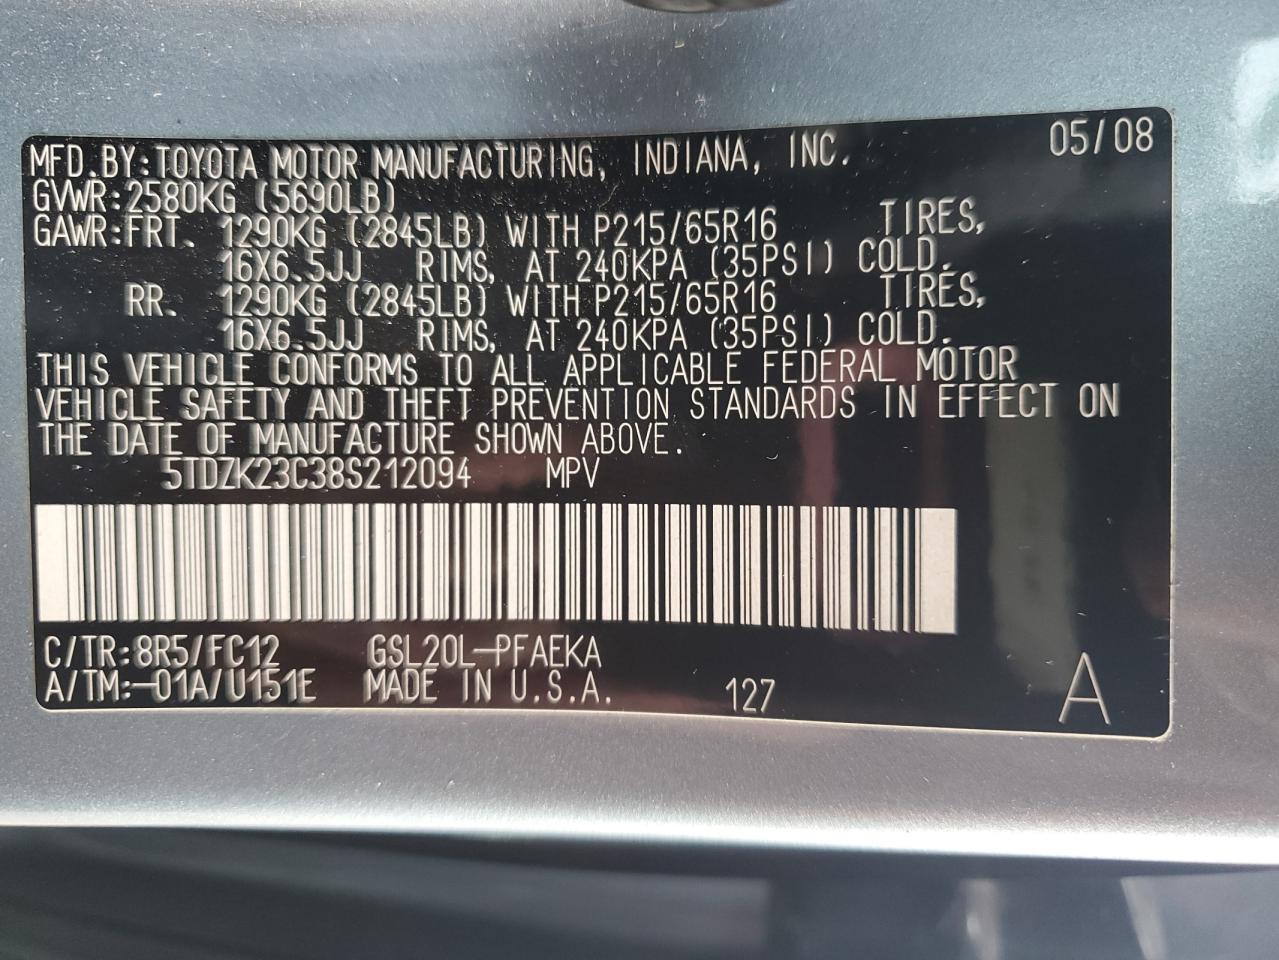 MFD.BY:TOYOTA MOTOR MANUFACTURING, INDIANA, INC. 05/08
GVWR:2580KG (5690LB)
GAWR:FRT. 1290KG (2845LB) WITH P215/65R16 TIRES,
16X6.5JJ RIMS, AT 240KPA (35PSI) COLD.
RR. 1290KG (2845LB) WITH P215/65R16 TIRES,
16X6.5JJ RIMS, AT 240KPA (35PSI) COLD.
THIS VEHICLE CONFORMS TO ALL APPLICABLE FEDERAL MOTOR
VEHICLE SAFETY AND THEFT PREVENTION STANDARDS IN EFFECT ON
THE DATE OF MANUFACTURE SHOWN ABOVE.
5TDZK23C38S212094 MPV
C/TR:8R5/FC12 GSL20L-PFAEKA
A/TM:-01A/U151E MADE IN U.S.A. 127 A